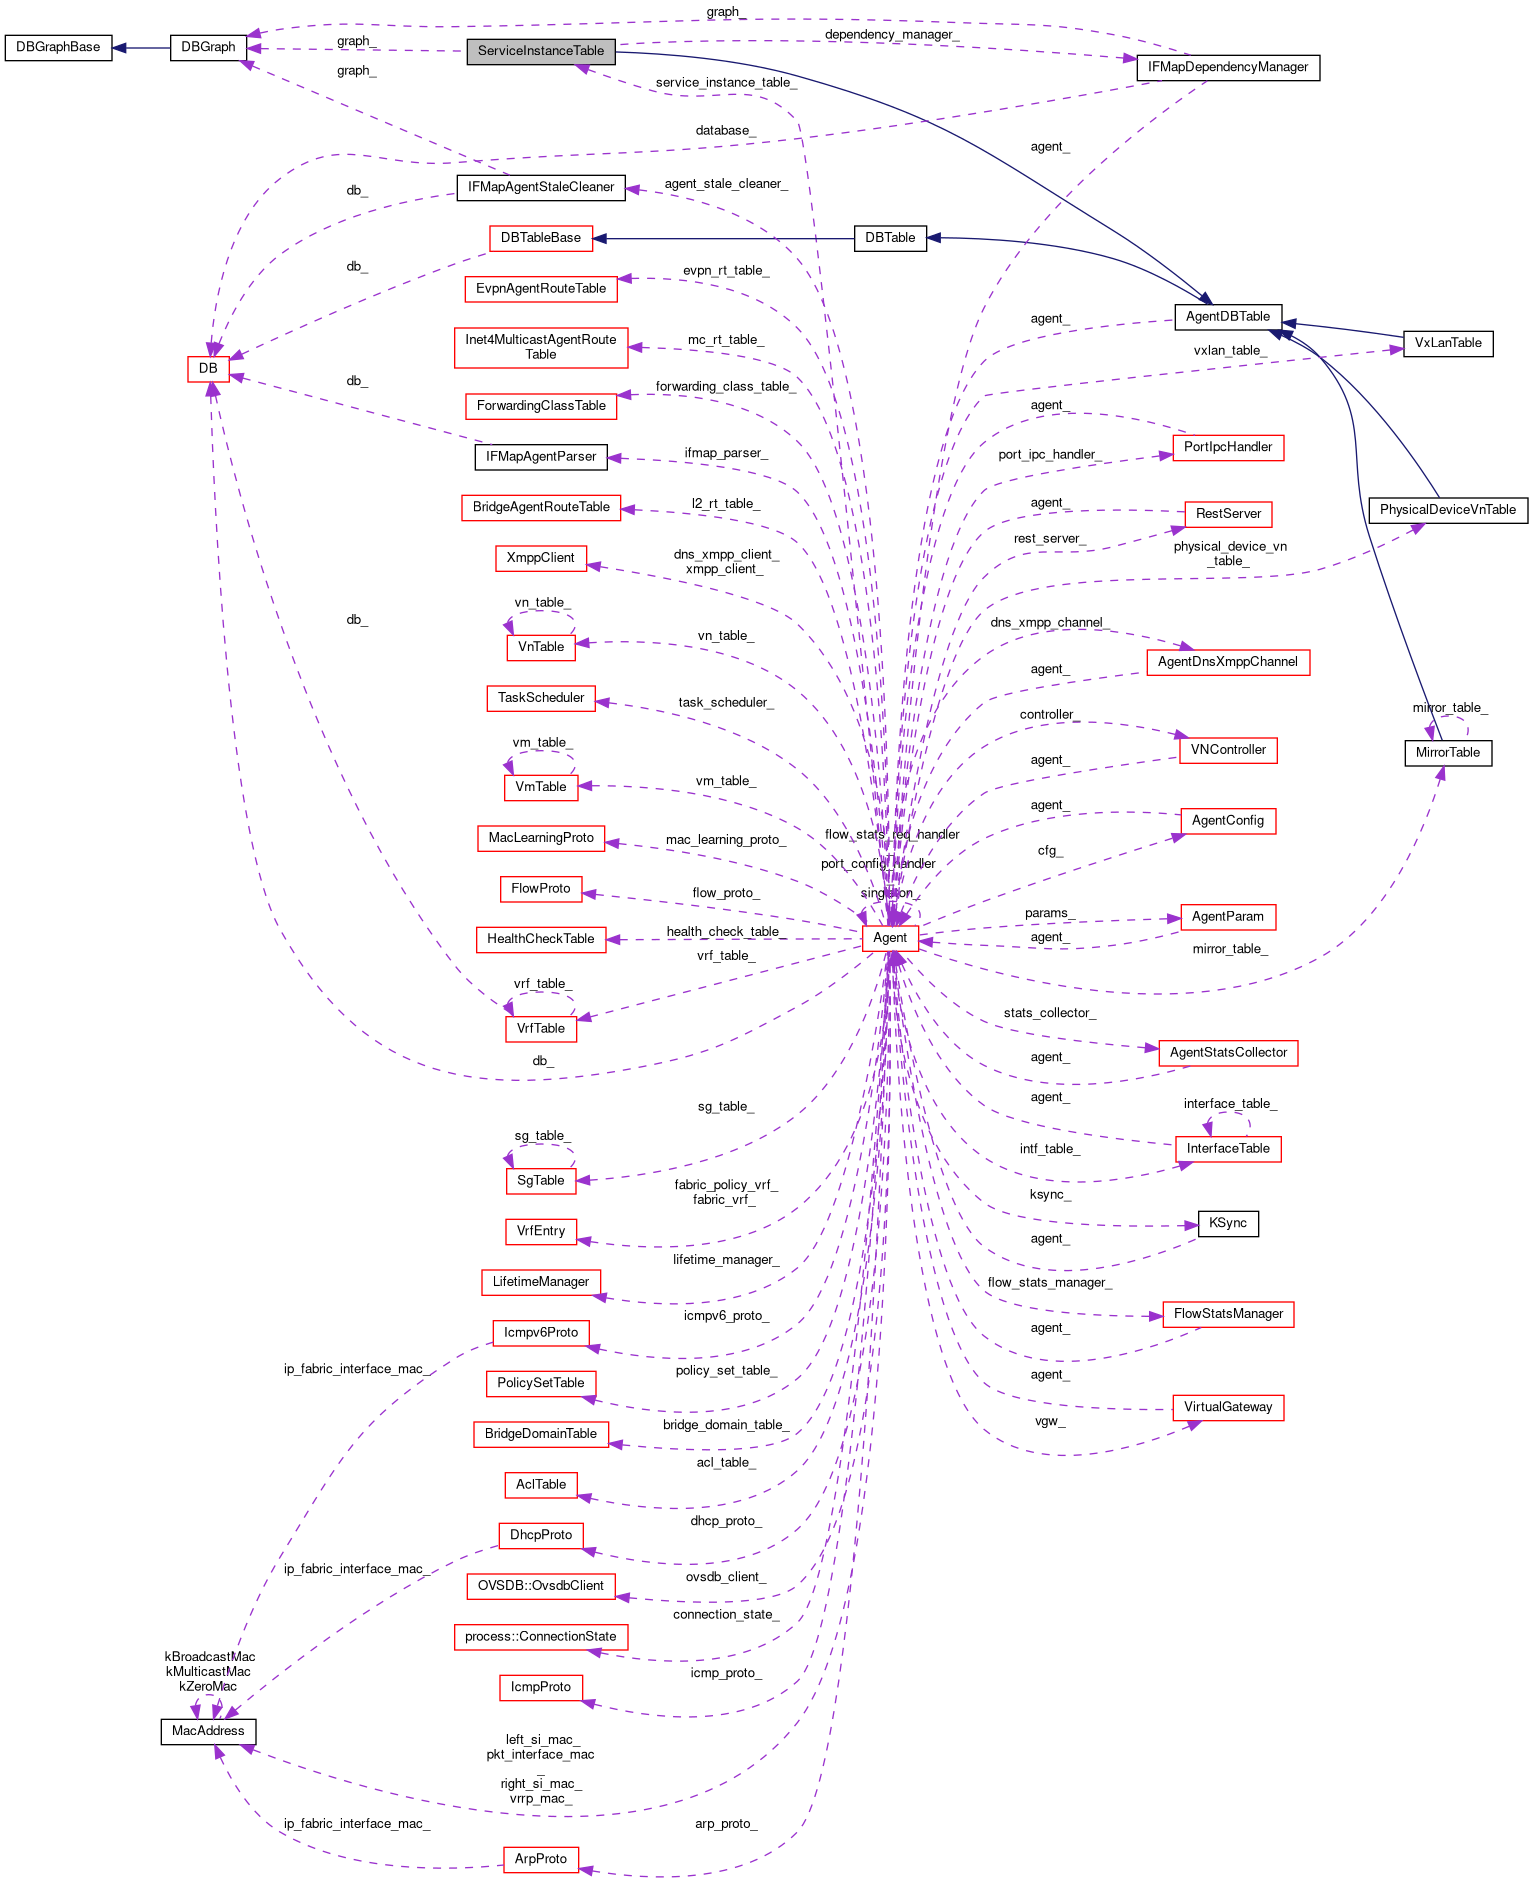 graph_
DBGraphBase
DBGraph
graph_
ServiceInstanceTable
dependency_manager_
IFMapDependencyManager
graph_
service_instance_table_
database_
agent_
IFMapAgentStaleCleaner
agent_stale_cleaner_
db_
DBTableBase
DBTable
db_
EvpnAgentRouteTable
evpn_rt_table_
AgentDBTable
agent_
VxLanTable
vxlan_table_
Inet4MulticastAgentRoute
Table
mc_rt_table_
DB
db_
ForwardingClassTable
forwarding_class_table_
agent_
PortIpcHandler
port_ipc_handler_
IFMapAgentParser
ifmap_parser_
BridgeAgentRouteTable
l2_rt_table_
agent_
RestServer
PhysicalDeviceVnTable
rest_server_
physical_device_vn
_table_
XmppClient
dns_xmpp_client_
xmpp_client_
vn_table_
VnTable
vn_table_
db_
dns_xmpp_channel_
AgentDnsXmppChannel
agent_
TaskScheduler
task_scheduler_
controller_
mirror_table_
VNController
MirrorTable
agent_
vm_table_
VmTable
vm_table_
agent_
AgentConfig
cfg_
MacLearningProto
mac_learning_proto_
flow_stats_req_handler
_
port_config_handler
_
singleton_
FlowProto
flow_proto_
Agent
params_
AgentParam
agent_
HealthCheckTable
health_check_table_
vrf_table_
mirror_table_
vrf_table_
VrfTable
db_
stats_collector_
AgentStatsCollector
agent_
sg_table_
sg_table_
SgTable
agent_
interface_table_
InterfaceTable
intf_table_
fabric_policy_vrf_
fabric_vrf_
VrfEntry
ksync_
KSync
agent_
LifetimeManager
lifetime_manager_
flow_stats_manager_
FlowStatsManager
agent_
Icmpv6Proto
icmpv6_proto_
ip_fabric_interface_mac_
PolicySetTable
policy_set_table_
agent_
VirtualGateway
vgw_
BridgeDomainTable
bridge_domain_table_
AclTable
acl_table_
DhcpProto
dhcp_proto_
ip_fabric_interface_mac_
OVSDB::OvsdbClient
ovsdb_client_
process::ConnectionState
connection_state_
kBroadcastMac
kMulticastMac
kZeroMac
IcmpProto
icmp_proto_
MacAddress
left_si_mac_
pkt_interface_mac
_
right_si_mac_
vrrp_mac_
ip_fabric_interface_mac_
arp_proto_
ArpProto